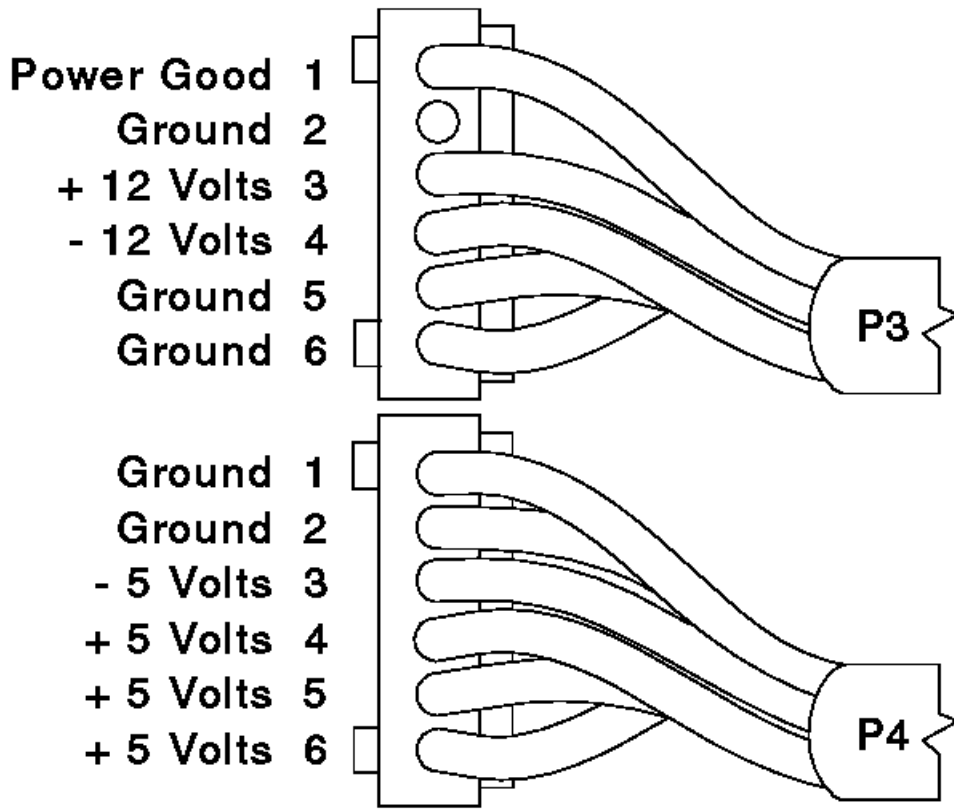 Power Good 1
Ground 2
+ 12 Volts 3
- 12 Volts 4
Ground 5
Ground 6
P3
Ground 1
Ground 2
- 5 Volts 3
+ 5 Volts 4
+ 5 Volts 5
+ 5 Volts 6
P4